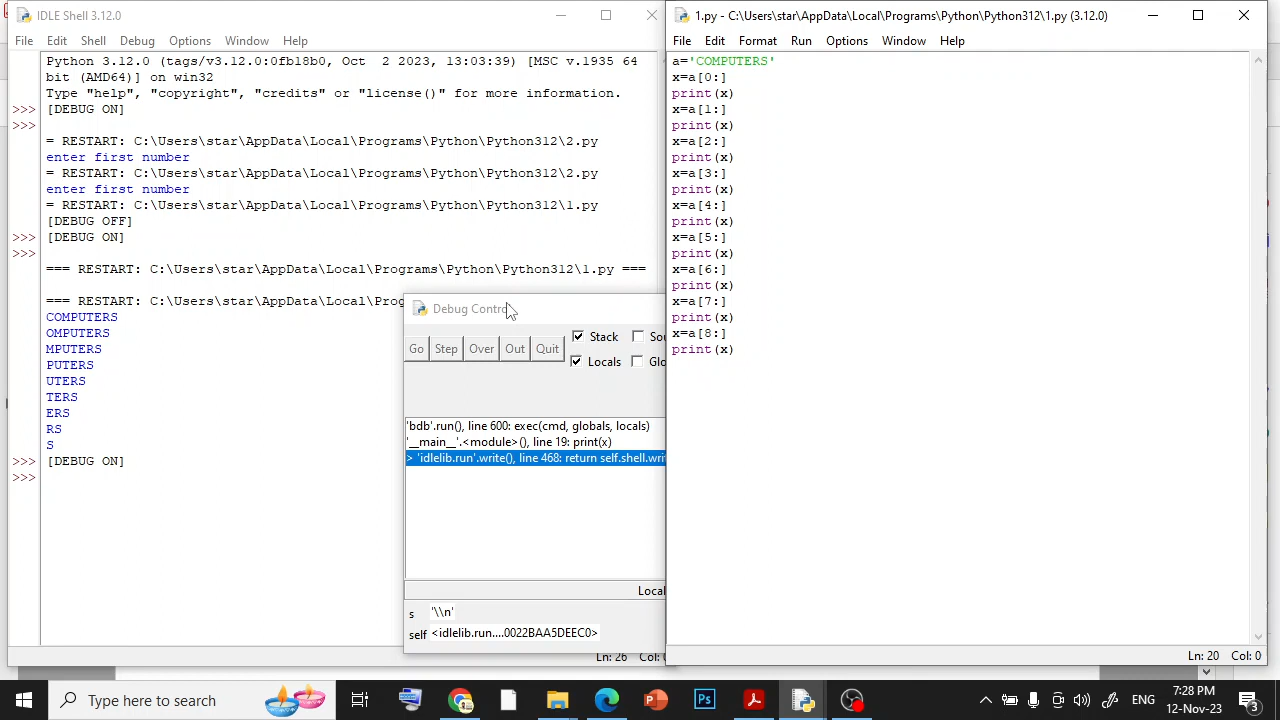 IDLE Shell 3.12.0
File Edit Shell Debug Options Window Help
Python 3.12.0 (tags/v3.12.0:0fb18b0, Oct 2 2023, 13:03:39) [MSC v.1935 64
bit (AMD64)] on win32
Type "help", "copyright", "credits" or "license()" for more information.
>>> [DEBUG ON]
>>>
= RESTART: C:\Users\star\AppData\Local\Programs\Python\Python312\2.py
enter first number
= RESTART: C:\Users\star\AppData\Local\Programs\Python\Python312\2.py
enter first number
= RESTART: C:\Users\star\AppData\Local\Programs\Python\Python312\1.py
[DEBUG OFF]
>>> [DEBUG ON]
>>>
=== RESTART: C:\Users\star\AppData\Local\Programs\Python\Python312\1.py ===
=== RESTART: C:\Users\star\AppData\Local\Prog
COMPUTERS
OMPUTERS
MPUTERS
PUTERS
UTERS
TERS
ERS
RS
S
>>> [DEBUG ON]
>>>
Ln: 26 Col:
Debug Contro
Go Step Over Out Quit
Stack Sou
Locals Glo
'bdb'.run(), line 600: exec(cmd, globals, locals)
'__main__'.<module>(), line 19: print(x)
> 'idlelib.run'.write(), line 468: return self.shell.wri
Local
s '\\n'
self <idlelib.run....0022BAA5DEEC0>
1.py - C:\Users\star\AppData\Local\Programs\Python\Python312\1.py (3.12.0)
File Edit Format Run Options Window Help
a='COMPUTERS'
x=a[0:]
print(x)
x=a[1:]
print(x)
x=a[2:]
print(x)
x=a[3:]
print(x)
x=a[4:]
print(x)
x=a[5:]
print(x)
x=a[6:]
print(x)
x=a[7:]
print(x)
x=a[8:]
print(x)
Ln: 20 Col: 0
Type here to search
Ps
ENG
7:28 PM
12-Nov-23
3